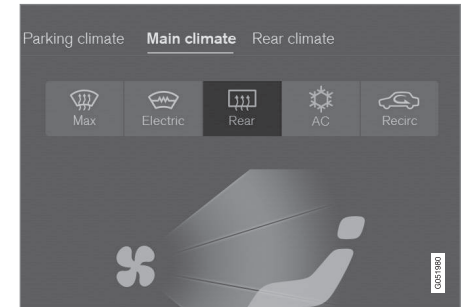 Parking climate Main climate Rear climate
Max Electric Rear AC Recirc
G051980